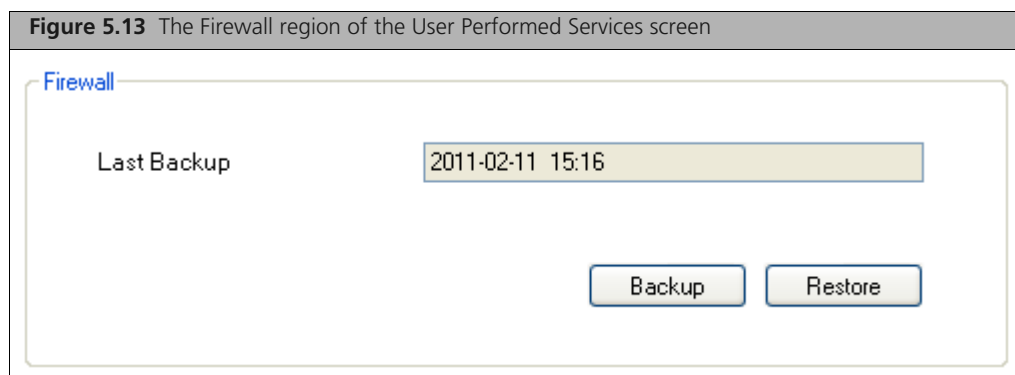 Figure 5.13 The Firewall region of the User Performed Services screen
Firewall
Last Backup 2011-02-11 15:16
Backup Restore